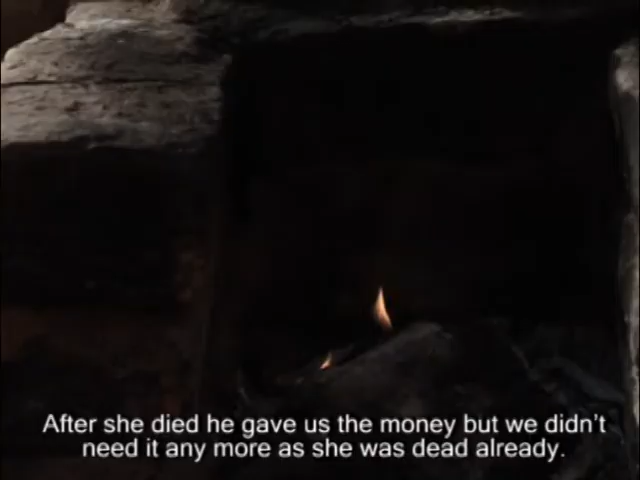 After she died he gave us the money but we didn't
need it any more as she was dead already.